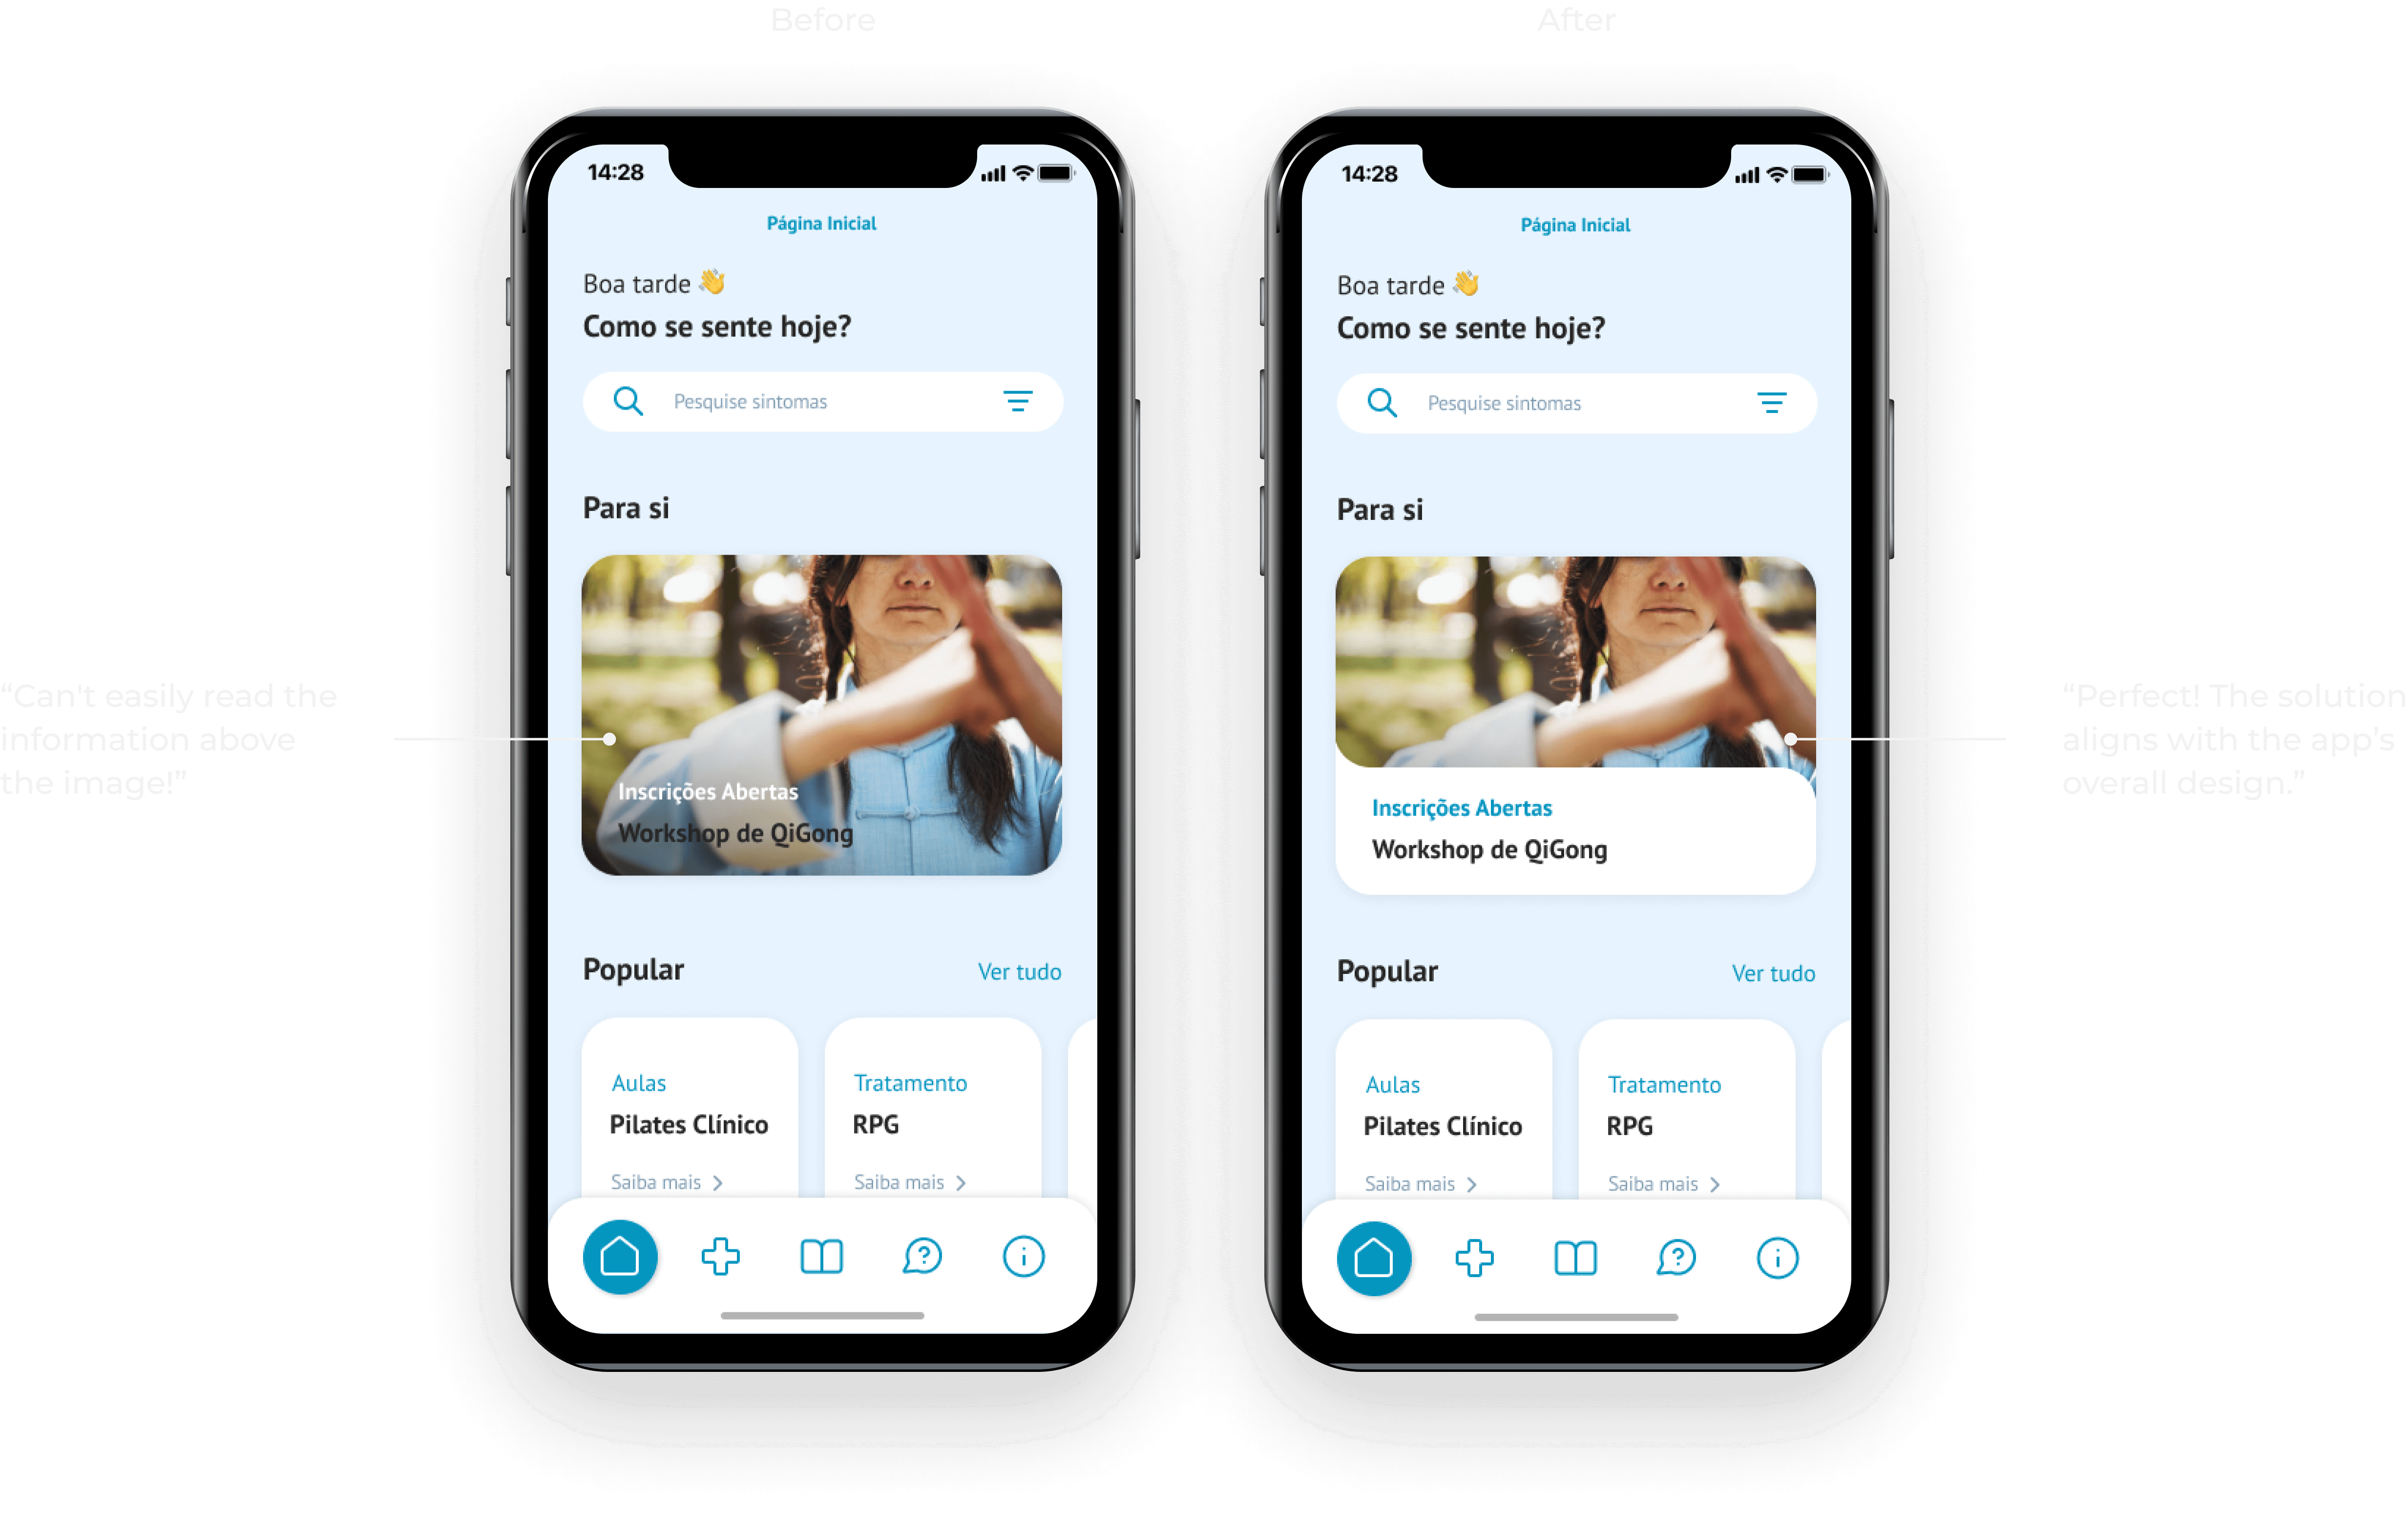 Before
After
14:28
Página Inicial
Boa tarde 👋
Como se sente hoje?
Pesquise sintomas
Para si
Inscrições Abertas
Workshop de QiGong
Popular
Ver tudo
Aulas
Pilates Clínico
Saiba mais
Tratamento
RPG
Saiba mais
“Can't easily read the
information above
the image!”
14:28
Página Inicial
Boa tarde 👋
Como se sente hoje?
Pesquise sintomas
Para si
Inscrições Abertas
Workshop de QiGong
Popular
Ver tudo
Aulas
Pilates Clínico
Saiba mais
Tratamento
RPG
Saiba mais
“Perfect! The solution
aligns with the app’s
overall design.”